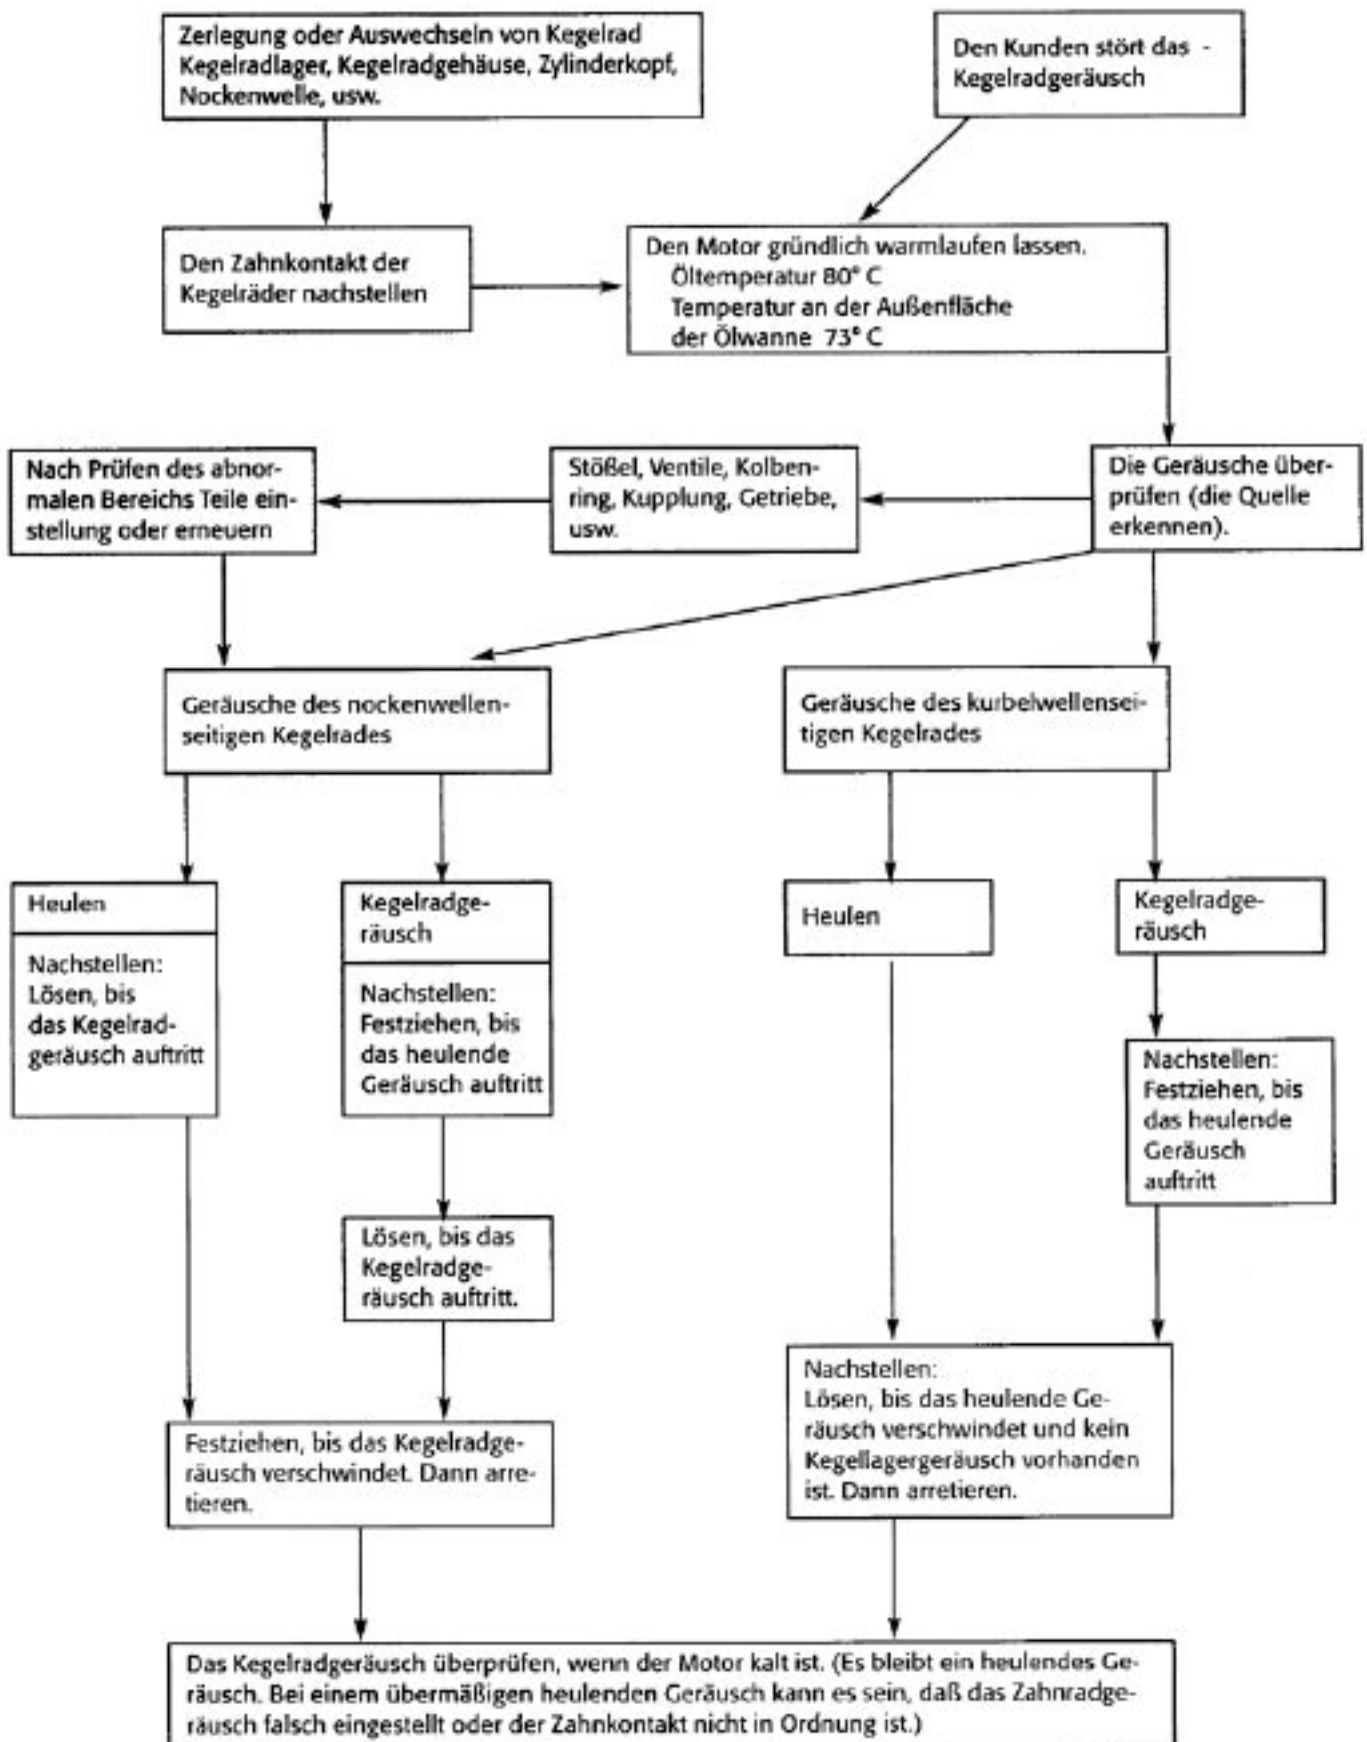 Zerlegung oder Auswechseln von Kegelrad
Kegelradlager, Kegelradgehäuse, Zylinderkopf,
Nockenwelle, usw.
Den Kunden stört das -
Kegelradgeräusch
Den Zahnkontakt der
Kegelräder nachstellen
Den Motor gründlich warmlaufen lassen.
Öltemperatur 80° C
Temperatur an der Außenfläche
der Ölwanne 73° C
Nach Prüfen des abnor-
malen Bereichs Teile ein-
stellung oder erneuern
Stößel, Ventile, Kolben-
ring, Kupplung, Getriebe,
usw.
Die Geräusche über-
prüfen (die Quelle
erkennen).
Geräusche des nockenwellen-
seitigen Kegelrades
Geräusche des kurbelwellensei-
tigen Kegelrades
Heulen
Nachstellen:
Lösen, bis
das Kegelrad-
geräusch auftritt
Kegelradge-
räusch
Nachstellen:
Festziehen, bis
das heulende
Geräusch auftritt
Heulen
Kegelradge-
räusch
Nachstellen:
Festziehen, bis
das heulende
Geräusch
auftritt
Lösen, bis das
Kegelradge-
räusch auftritt.
Festziehen, bis das Kegelradge-
räusch verschwindet. Dann arre-
tieren.
Nachstellen:
Lösen, bis das heulende Ge-
räusch verschwindet und kein
Kegellagergeräusch vorhanden
ist. Dann arretieren.
Das Kegelradgeräusch überprüfen, wenn der Motor kalt ist. (Es bleibt ein heulendes Ge-
räusch. Bei einem übermäßigen heulenden Geräusch kann es sein, daß das Zahnradge-
räusch falsch eingestellt oder der Zahnkontakt nicht in Ordnung ist.)